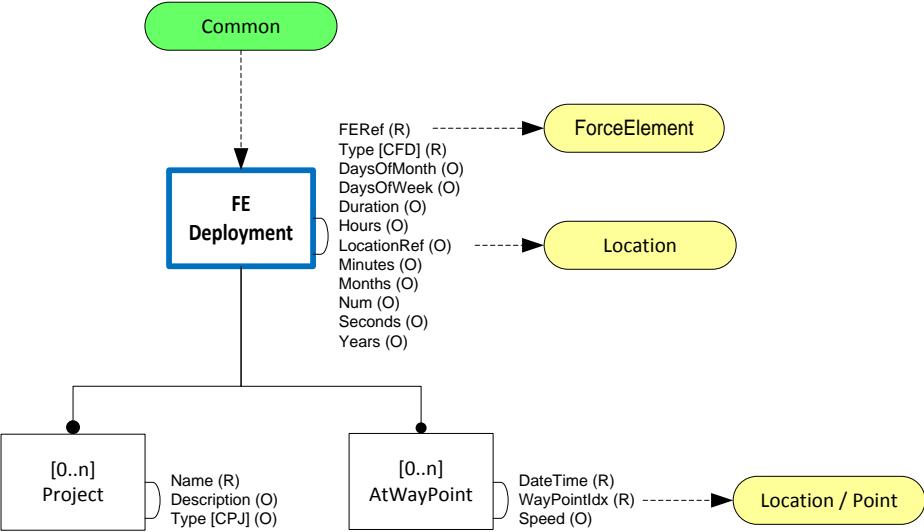 Common
FERef (R)
Type [CFD] (R)
DaysOfMonth (O)
DaysOfWeek (O)
Duration (O)
Hours (O)
LocationRef (O)
Minutes (O)
Months (O)
Num (O)
Seconds (O)
Years (O)
ForceElement
FE
Deployment
Location
[0..n]
Project
Name (R)
Description (O)
Type [CPJ] (O)
[0..n]
AtWayPoint
DateTime (R)
WayPointIdx (R)
Speed (O)
Location / Point